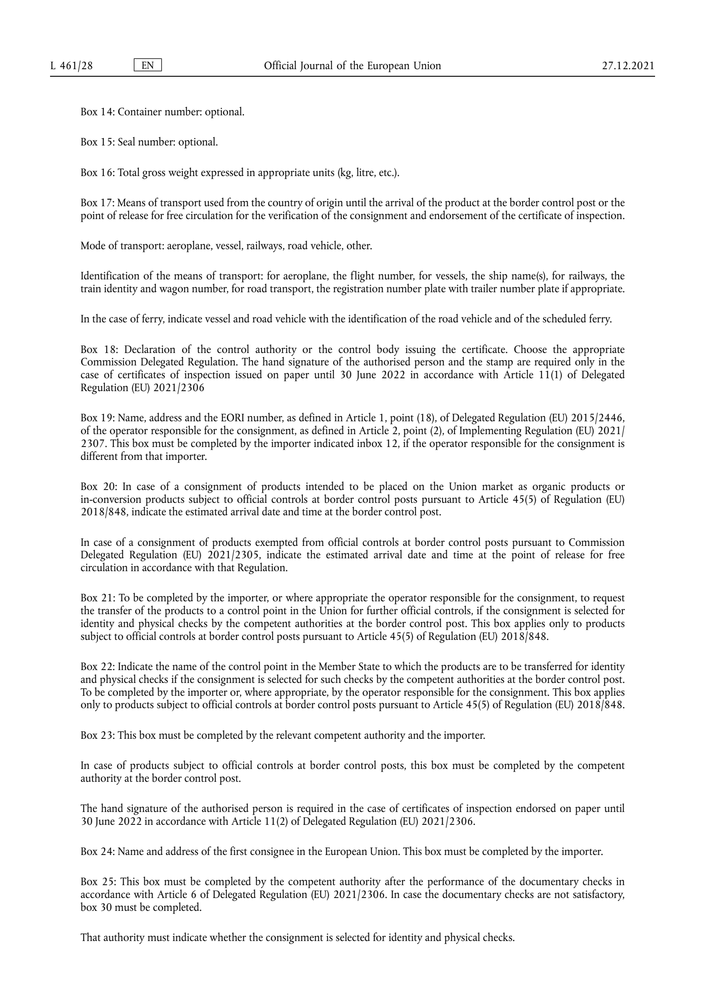 L 461/28
EN
Official Journal of the European Union
27.12.2021
Box 14: Container number: optional.
Box 15: Seal number: optional.
Box 16: Total gross weight expressed in appropriate units (kg, litre, etc.).
Box 17: Means of transport used from the country of origin until the arrival of the product at the border control post or the
point of release for free circulation for the verification of the consignment and endorsement of the certificate of inspection.
Mode of transport: aeroplane, vessel, railways, road vehicle, other.
Identification of the means of transport: for aeroplane, the flight number, for vessels, the ship name(s), for railways, the
train identity and wagon number, for road transport, the registration number plate with trailer number plate if appropriate.
In the case of ferry, indicate vessel and road vehicle with the identification of the road vehicle and of the scheduled ferry.
Box 18: Declaration of the control authority or the control body issuing the certificate. Choose the appropriate
Commission Delegated Regulation. The hand signature of the authorised person and the stamp are required only in the
case of certificates of inspection issued on paper until 30 June 2022 in accordance with Article 11(1) of Delegated
Regulation (EU) 2021/2306
Box 19: Name, address and the EORI number, as defined in Article 1, point (18), of Delegated Regulation (EU) 2015/2446,
of the operator responsible for the consignment, as defined in Article 2, point (2), of Implementing Regulation (EU) 2021/
2307. This box must be completed by the importer indicated inbox 12, if the operator responsible for the consignment is
different from that importer.
Box 20: In case of a consignment of products intended to be placed on the Union market as organic products or
in-conversion products subject to official controls at border control posts pursuant to Article 45(5) of Regulation (EU)
2018/848, indicate the estimated arrival date and time at the border control post.
In case of a consignment of products exempted from official controls at border control posts pursuant to Commission
Delegated Regulation (EU) 2021/2305, indicate the estimated arrival date and time at the point of release for free
circulation in accordance with that Regulation.
Box 21: To be completed by the importer, or where appropriate the operator responsible for the consignment, to request
the transfer of the products to a control point in the Union for further official controls, if the consignment is selected for
identity and physical checks by the competent authorities at the border control post. This box applies only to products
subject to official controls at border control posts pursuant to Article 45(5) of Regulation (EU) 2018/848.
Box 22: Indicate the name of the control point in the Member State to which the products are to be transferred for identity
and physical checks if the consignment is selected for such checks by the competent authorities at the border control post.
To be completed by the importer or, where appropriate, by the operator responsible for the consignment. This box applies
only to products subject to official controls at border control posts pursuant to Article 45(5) of Regulation (EU) 2018/848.
Box 23: This box must be completed by the relevant competent authority and the importer.
In case of products subject to official controls at border control posts, this box must be completed by the competent
authority at the border control post.
The hand signature of the authorised person is required in the case of certificates of inspection endorsed on paper until
30 June 2022 in accordance with Article 11(2) of Delegated Regulation (EU) 2021/2306.
Box 24: Name and address of the first consignee in the European Union. This box must be completed by the importer.
Box 25: This box must be completed by the competent authority after the performance of the documentary checks in
accordance with Article 6 of Delegated Regulation (EU) 2021/2306. In case the documentary checks are not satisfactory,
box 30 must be completed.
That authority must indicate whether the consignment is selected for identity and physical checks.